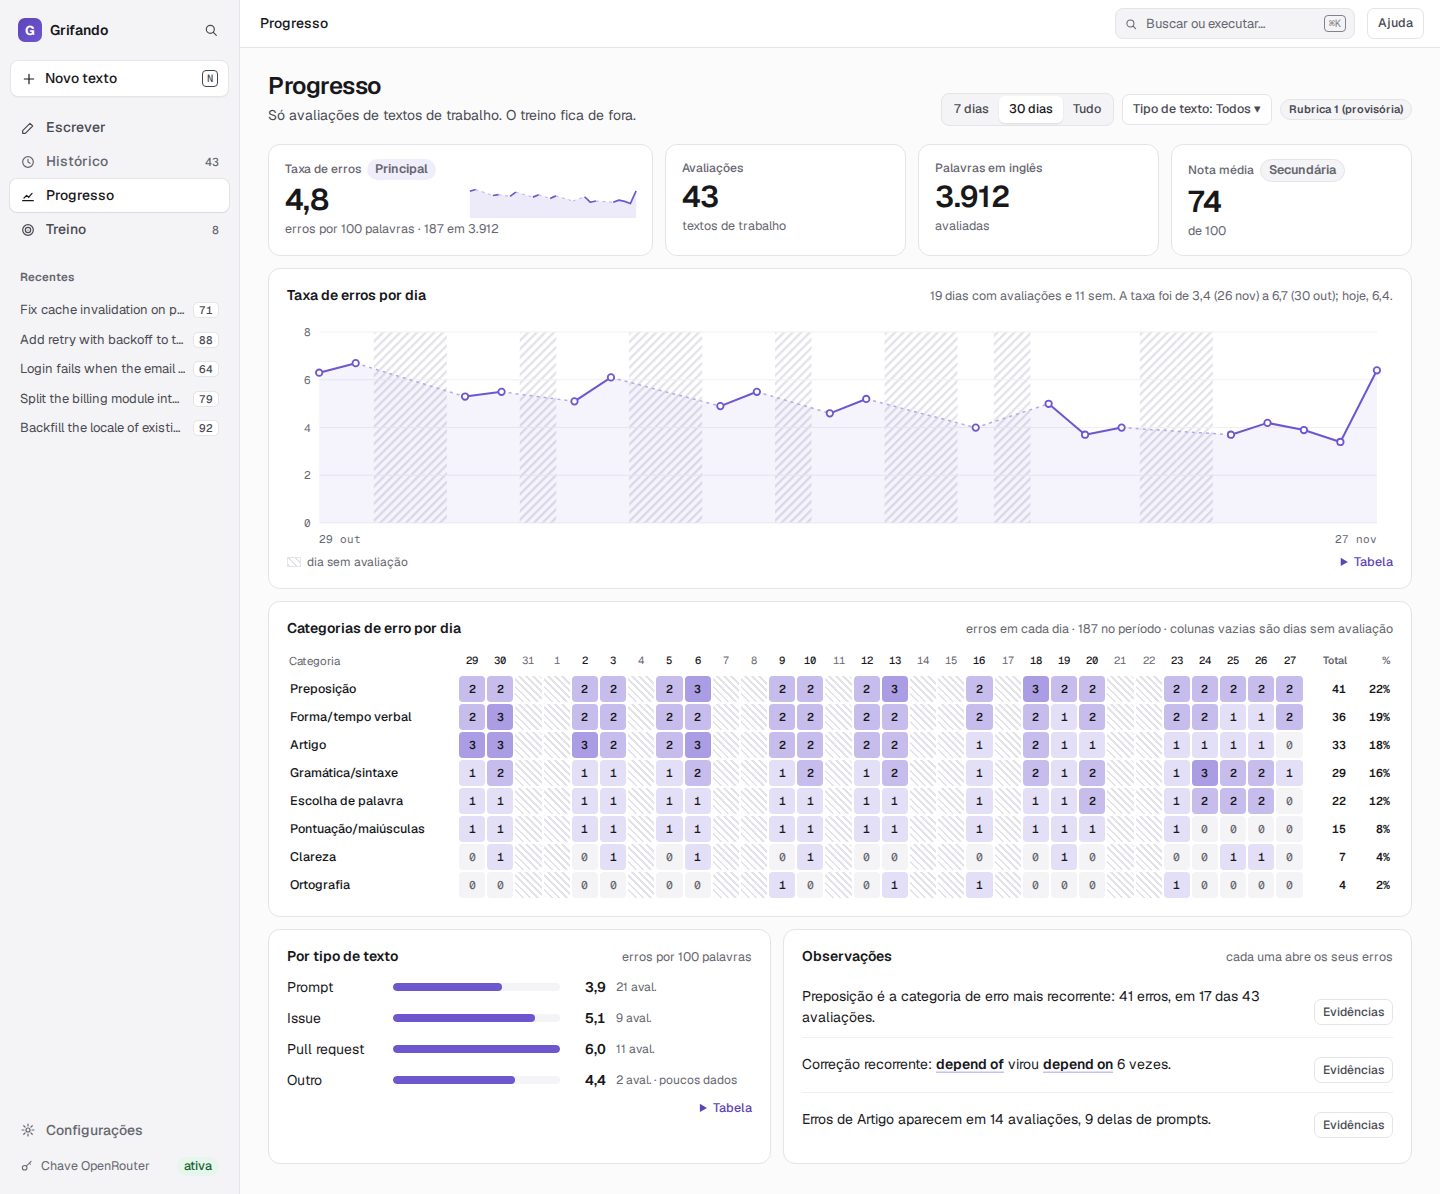 G Grifando
Novo texto N
Escrever
Histórico 43
Progresso
Treino 8
Recentes
Fix cache invalidation on p... 71
Add retry with backoff to t... 88
Login fails when the email ... 64
Split the billing module int... 79
Backfill the locale of existi... 92
Configurações
Chave OpenRouter ativa
Progresso
Buscar ou executar... ⌘K
Ajuda
Progresso
Só avaliações de textos de trabalho. O treino fica de fora.
7 dias 30 dias Tudo
Tipo de texto: Todos ▾
Rubrica 1 (provisória)
Taxa de erros Principal
4,8
erros por 100 palavras · 187 em 3.912
Avaliações
43
textos de trabalho
Palavras em inglês
3.912
avaliadas
Nota média Secundária
74
de 100
Taxa de erros por dia
19 dias com avaliações e 11 sem. A taxa foi de 3,4 (26 nov) a 6,7 (30 out); hoje, 6,4.
8
6
4
2
0
29 out 27 nov
dia sem avaliação
▶ Tabela
Categorias de erro por dia
erros em cada dia · 187 no período · colunas vazias são dias sem avaliação
Categoria 29 30 31 1 2 3 4 5 6 7 8 9 10 11 12 13 14 15 16 17 18 19 20 21 22 23 24 25 26 27 Total %
Preposição 2 2 2 2 2 3 2 2 2 3 2 3 2 2 2 2 2 2 2 41 22%
Forma/tempo verbal 2 3 2 2 2 2 2 2 2 2 2 2 1 2 2 2 1 1 2 36 19%
Artigo 3 3 3 2 2 3 2 2 2 2 1 2 1 1 1 1 1 1 0 33 18%
Gramática/sintaxe 1 2 1 1 1 2 1 2 1 2 1 2 1 2 1 3 2 2 1 29 16%
Escolha de palavra 1 1 1 1 1 1 1 1 1 1 1 1 1 2 1 2 2 2 0 22 12%
Pontuação/maiúsculas 1 1 1 1 1 1 1 1 1 1 1 1 1 1 1 0 0 0 0 15 8%
Clareza 0 1 0 1 0 1 0 1 0 0 0 0 1 0 0 0 1 1 0 7 4%
Ortografia 0 0 0 0 0 0 1 0 0 1 1 0 0 0 1 0 0 0 0 4 2%
Por tipo de texto
erros por 100 palavras
Prompt 3,9 21 aval.
Issue 5,1 9 aval.
Pull request 6,0 11 aval.
Outro 4,4 2 aval. · poucos dados
▶ Tabela
Observações
cada uma abre os seus erros
Preposição é a categoria de erro mais recorrente: 41 erros, em 17 das 43
avaliações.
Evidências
Correção recorrente: depend of virou depend on 6 vezes.
Evidências
Erros de Artigo aparecem em 14 avaliações, 9 delas de prompts.
Evidências